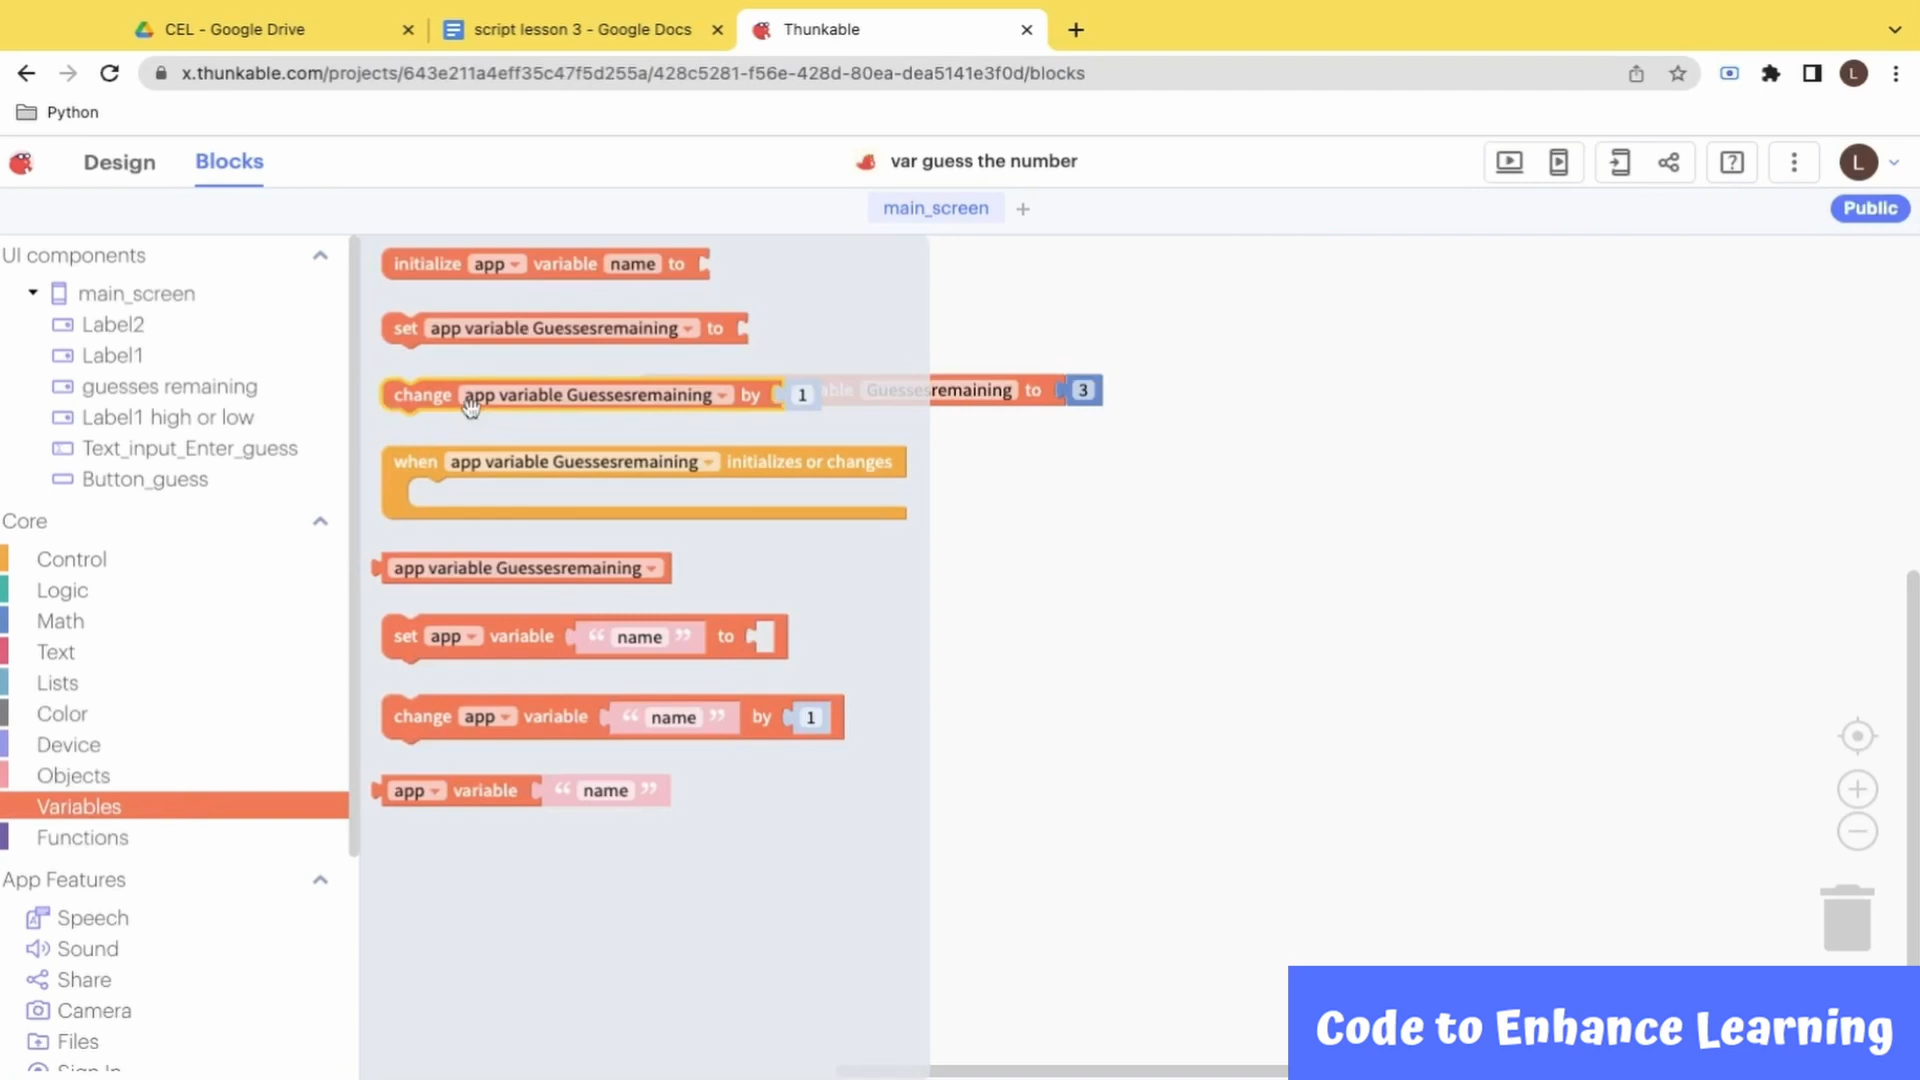 CEL - Google Drive
script lesson 3 - Google Docs
Thunkable
x.thunkable.com/projects/643e211a4eff35c47f5d255a/428c5281-f56e-428d-80ea-dea5141e3f0d/blocks
L
Python
Design
Blocks
var guess the number
L
main_screen
Public
UI components
main_screen
Label2
Label1
guesses remaining
Label1 high or low
Text_input_Enter_guess
Button_guess
Core
Control
Logic
Math
Text
Lists
Color
Device
Objects
Variables
Functions
App Features
Speech
Sound
Share
Camera
Files
initialize app variable name to
set app variable Guessesremaining to
change app variable Guessesremaining by 1
Guessesremaining to 3
when app variable Guessesremaining initializes or changes
app variable Guessesremaining
set app variable “ name ” to
change app variable “ name ” by 1
app variable “ name ”
Code to Enhance Learning